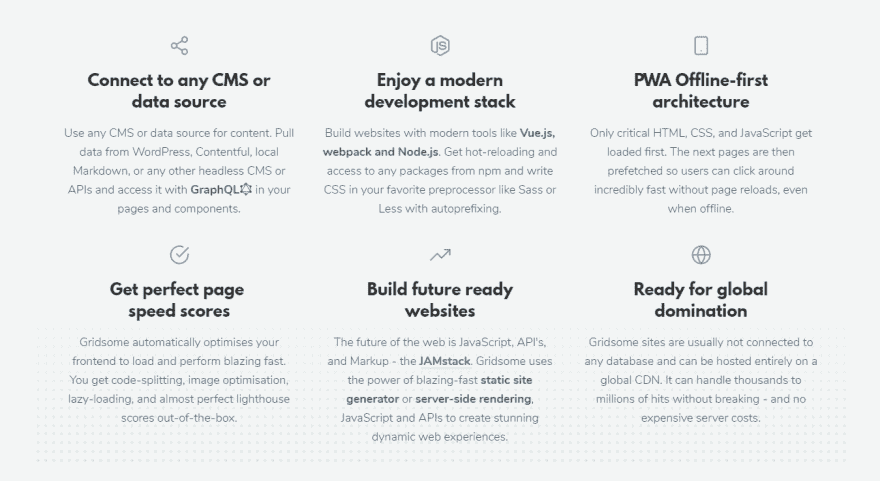 Connect to any CMS or
data source
Use any CMS or data source for content. Pull
data from WordPress, Contentful, local
Markdown, or any other headless CMS or
APIs and access it with GraphQL in your
pages and components.
JS
Enjoy a modern
development stack
Build websites with modern tools like Vue.js,
webpack and Node.js. Get hot-reloading and
access to any packages from npm and write
CSS in your favorite preprocessor like Sass or
Less with autoprefixing.
PWA Offline-first
architecture
Only critical HTML, CSS, and JavaScript get
loaded first. The next pages are then
prefetched so users can click around
incredibly fast without page reloads, even
when offline.
Get perfect page
speed scores
Gridsome automatically optimises your
frontend to load and perform blazing fast.
You get code-splitting, image optimisation,
lazy-loading, and almost perfect lighthouse
scores out-of-the-box.
Build future ready
websites
The future of the web is JavaScript, API's,
and Markup - the JAMstack. Gridsome uses
the power of blazing-fast static site
generator or server-side rendering,
JavaScript and APIs to create stunning
dynamic web experiences.
Ready for global
domination
Gridsome sites are usually not connected to
any database and can be hosted entirely on a
global CDN. It can handle thousands to
millions of hits without breaking - and no
expensive server costs.